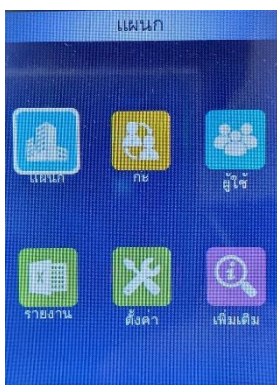 แผนก
แผนก
กะ
ผู้ใช้
รายงาน
ตั้งค่า
เพิ่มเติม